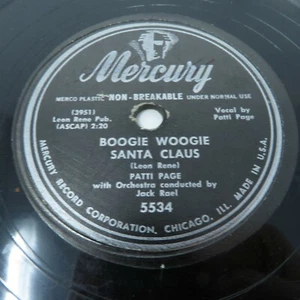 Mercury
MERCO PLASTIC NON-BREAKABLE UNDER NORMAL USE
(3951)
Leon Rene Pub.
(ASCAP) 2:20
Vocal by
Patti Page
BOOGIE WOOGIE
SANTA CLAUS
(Leon Rene)
PATTI PAGE
with Orchestra conducted by
Jack Rael
5534
MERCURY RECORD CORPORATION, CHICAGO, ILL. MADE IN U.S.A.